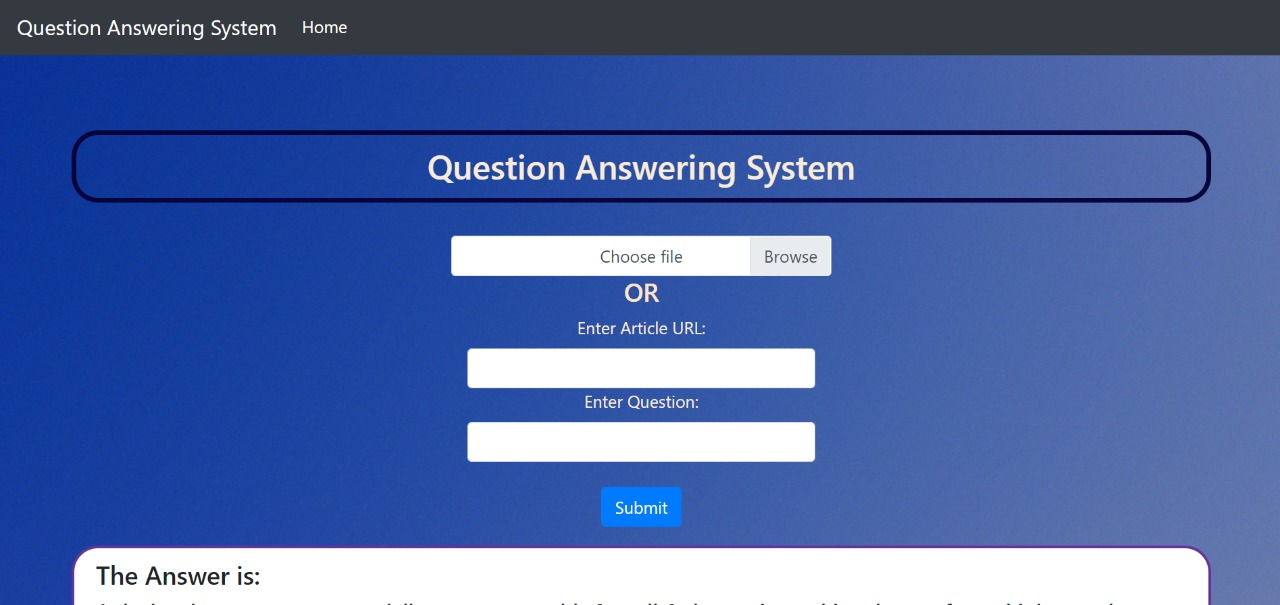 Question Answering System Home
Question Answering System
Choose file Browse
OR
Enter Article URL:
Enter Question:
Submit
The Answer is: